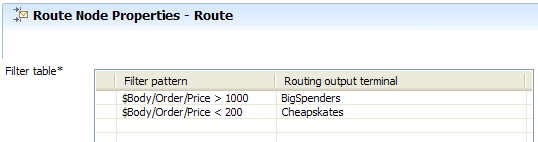 Route Node Properties - Route
Filter table*
Filter pattern Routing output terminal
$Body/Order/Price > 1000 BigSpenders
$Body/Order/Price < 200 Cheapskates